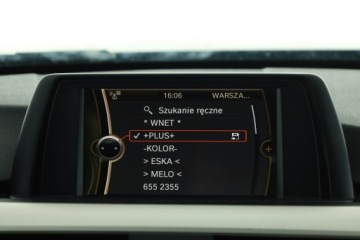 16:06 WARSZA...
Szukanie ręczne
* WNET *
+PLUS+
-KOLOR-
> ESKA <
> MELO <
655 2355